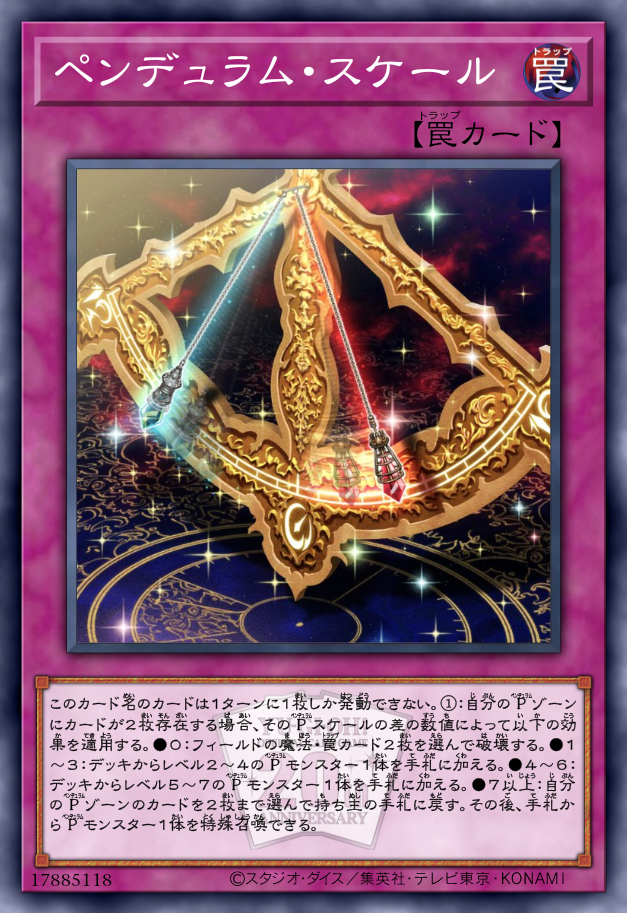 ペンデュラム・スケール
トラップ
罠
【罠カード】
トラップ
このカード名のカードは1ターンに1枚しか発動できない。①:自分のPゾーン
にカードが2枚存在する場合、そのPスケールの差の数値によって以下の効
果を適用する。●0:フィールドの魔法・罠カード2枚を選んで破壊する。●1
~3:デッキからレベル2~4のPモンスター1体を手札に加える。●4~6:
デッキからレベル5~7のPモンスター1体を手札に加える。●7以上:自分
のPゾーンのカードを2枚まで選んで持ち主の手札に戻す。その後、手札か
らPモンスター1体を特殊召喚できる。
ANNIVERSARY
17885118
©スタジオ・ダイス/集英社・テレビ東京・KONAMI